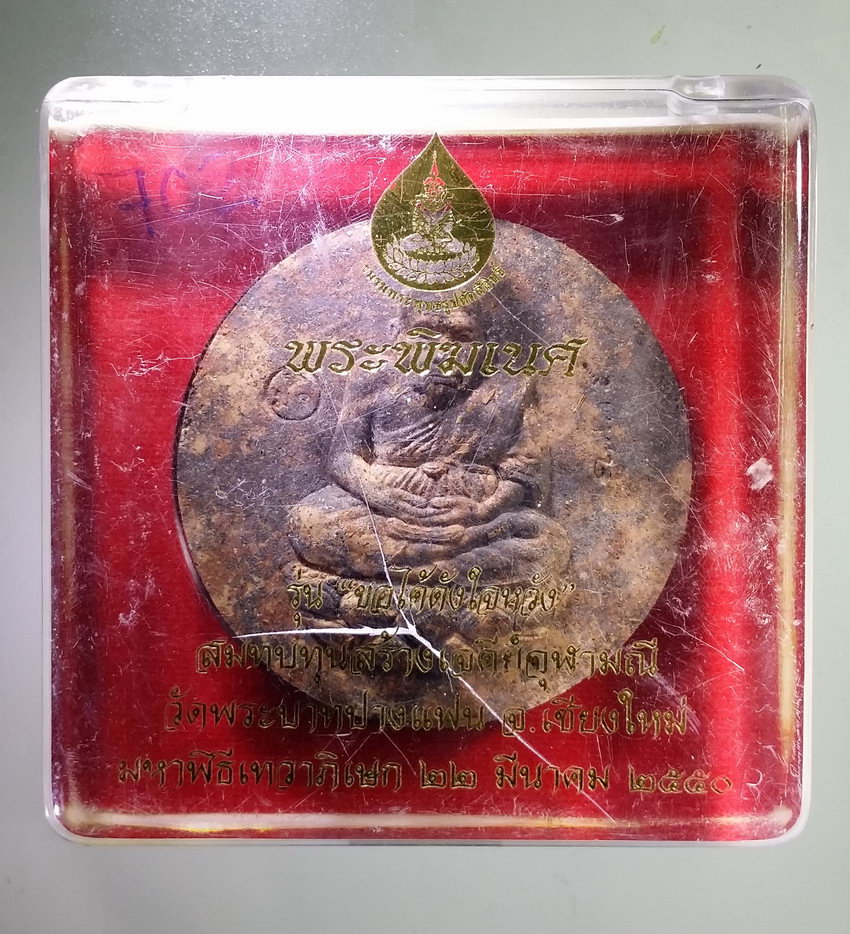 พระพิฆเนศ
รุ่น "ขอได้ดั่งใจหวัง"
สมทบทุนสร้างเจดีย์จุฬามณี
วัดพระบาทปางแฟน จ.เชียงใหม่
มหาพิธีเทวาภิเษก ๒๒ มีนาคม ๒๕๕๐